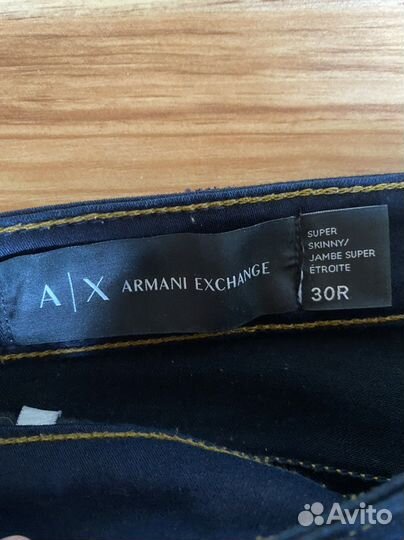 A|X ARMANI EXCHANGE
SUPER
SKINNY/
JAMBE SUPER
ÉTROITE
30R
Avito